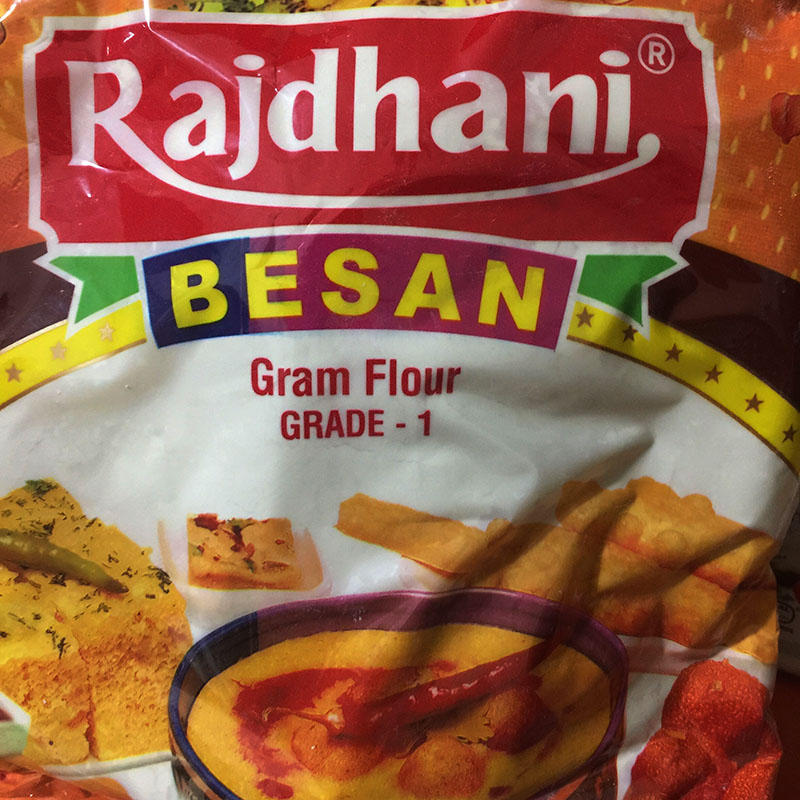 Rajdhani®
BESAN
Gram Flour
GRADE - 1